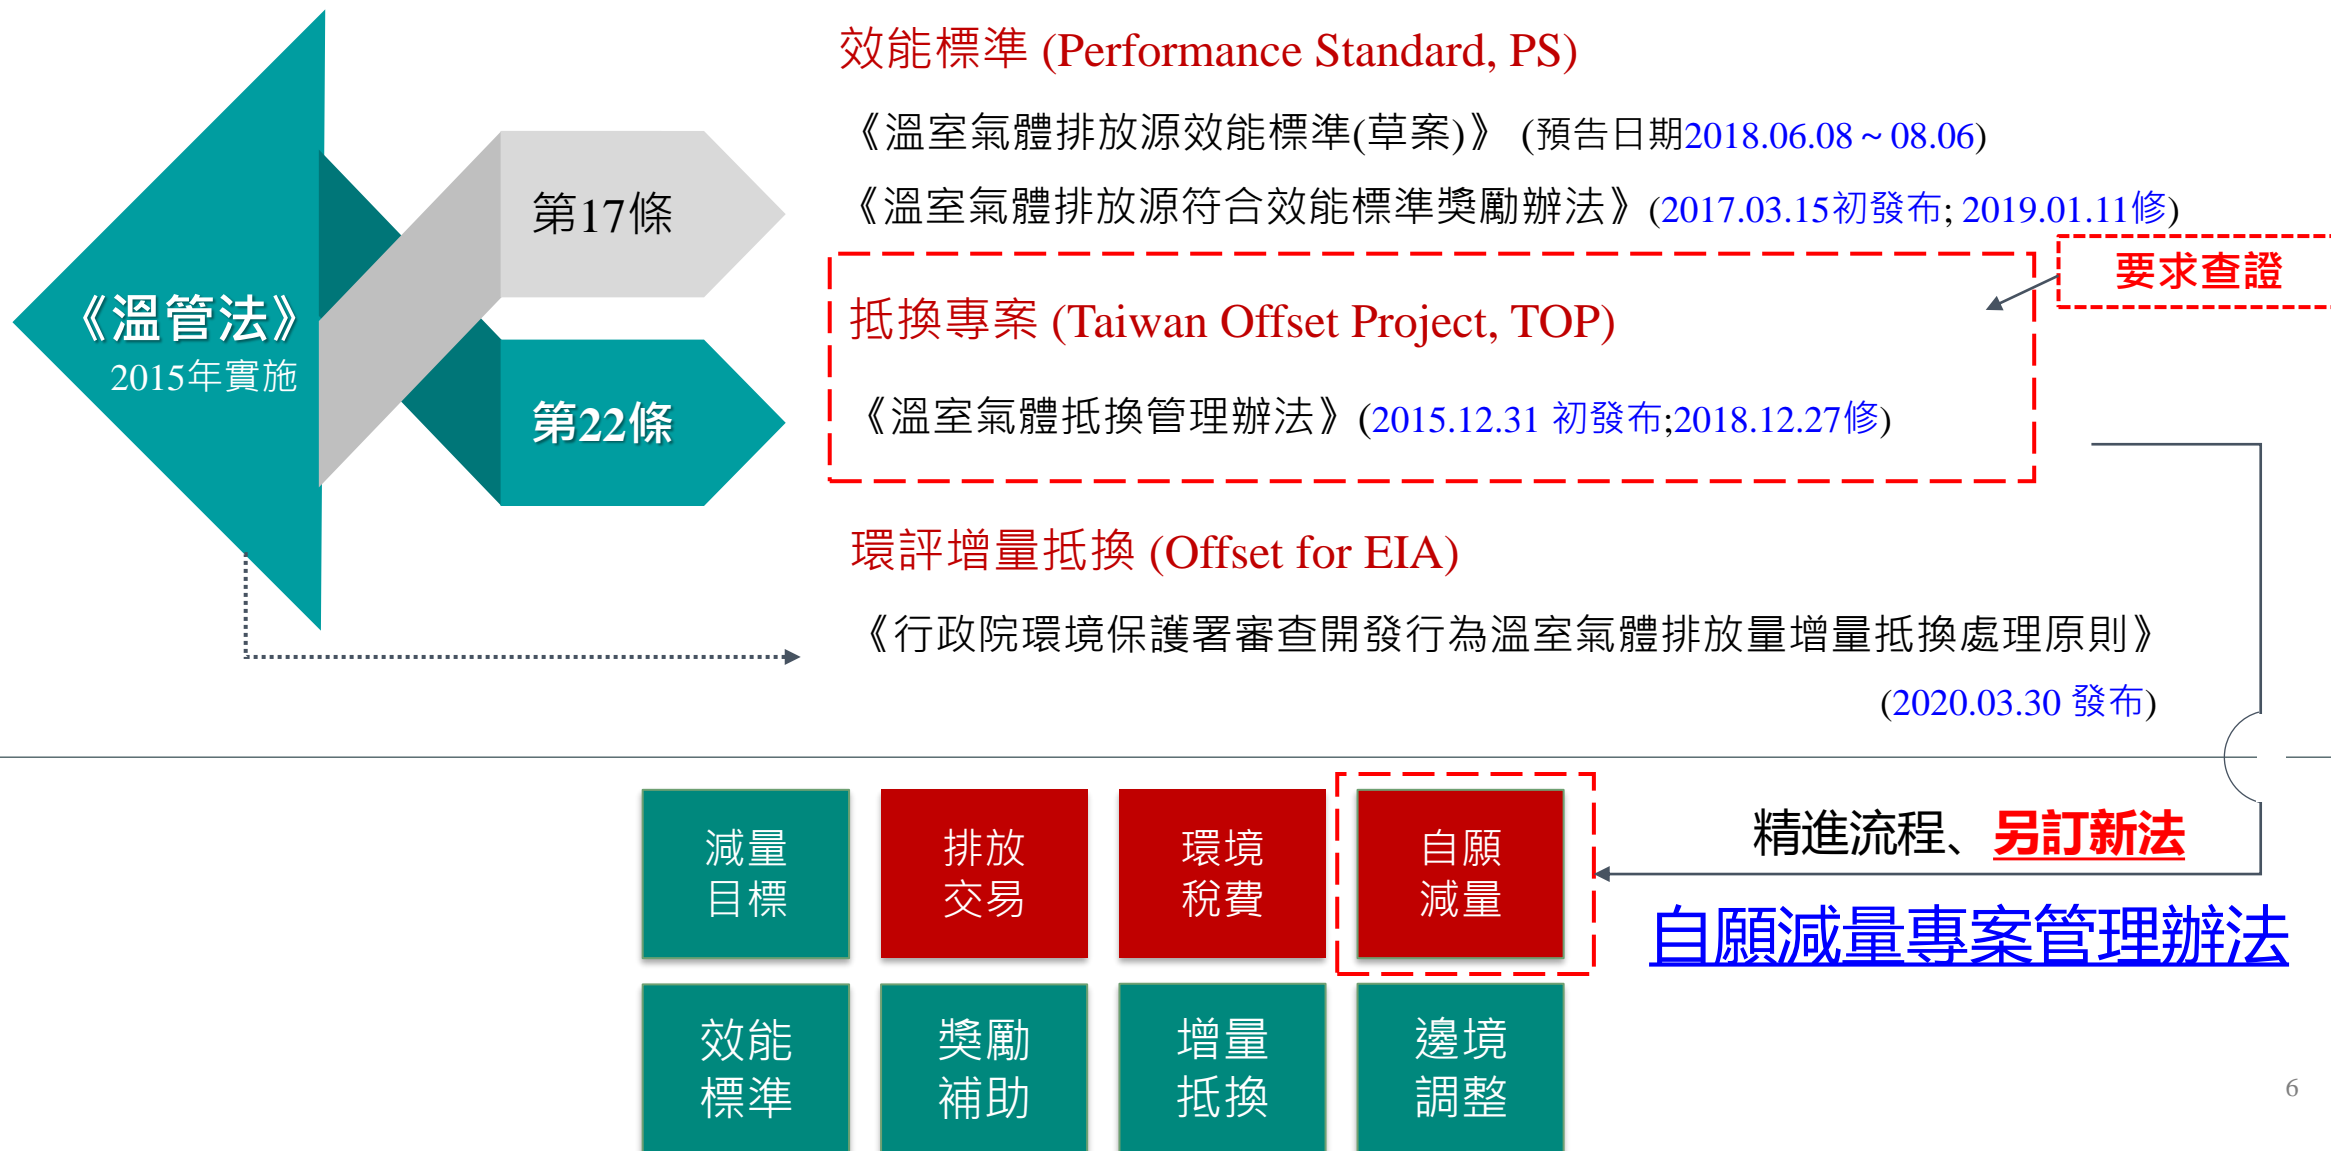 效能標準 (Performance Standard, PS)
《溫室氣體排放源效能標準(草案)》 (預告日期2018.06.08～08.06)
第17條
《溫室氣體排放源符合效能標準獎勵辦法》(2017.03.15初發布; 2019.01.11修)
要求查證
《溫管法》
2015年實施
抵換專案 (Taiwan Offset Project, TOP)
第22條
《溫室氣體抵換管理辦法》(2015.12.31 初發布;2018.12.27修)
環評增量抵換 (Offset for EIA)
《行政院環境保護署審查開發行為溫室氣體排放量增量抵換處理原則》
(2020.03.30 發布)
減量
目標
排放
交易
環境
稅費
自願
減量
精進流程、另訂新法
自願減量專案管理辦法
效能
標準
獎勵
補助
增量
抵換
邊境
調整
6